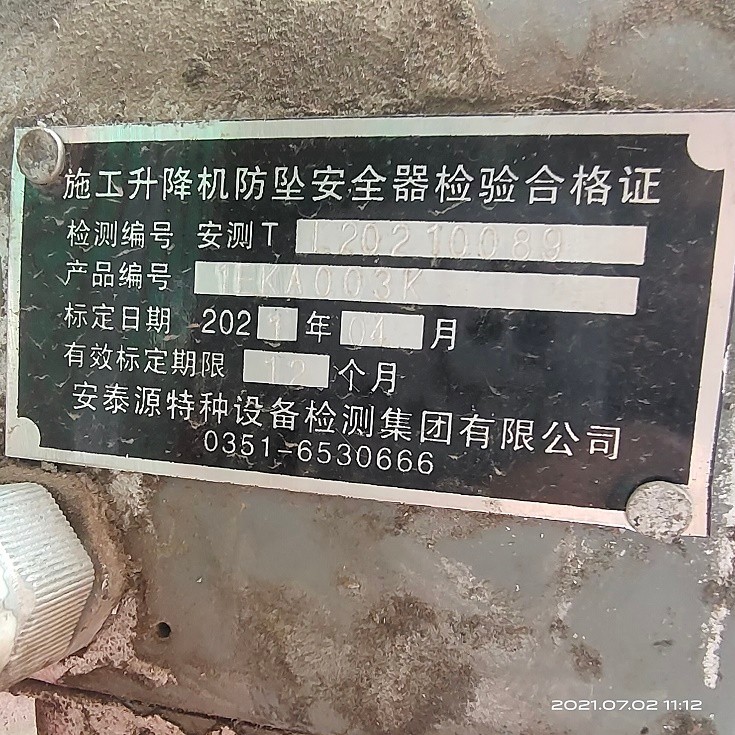 施工升降机防坠安全器检验合格证
检测编号 安测T L20210089
产品编号 KA003K
标定日期 2021年04月
有效标定期限 12个月
安泰源特种设备检测集团有限公司
0351-6530666
2021.07.02 11:12